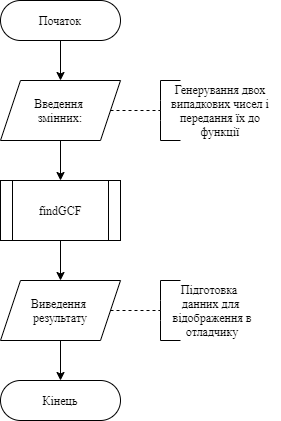 Початок
Введення
змінних:
Генерування двох
випадкових чисел і
передання їх до
функції
findGCF
Виведення
результату
Підготовка
данних для
відображення в
отладчику
Кінець